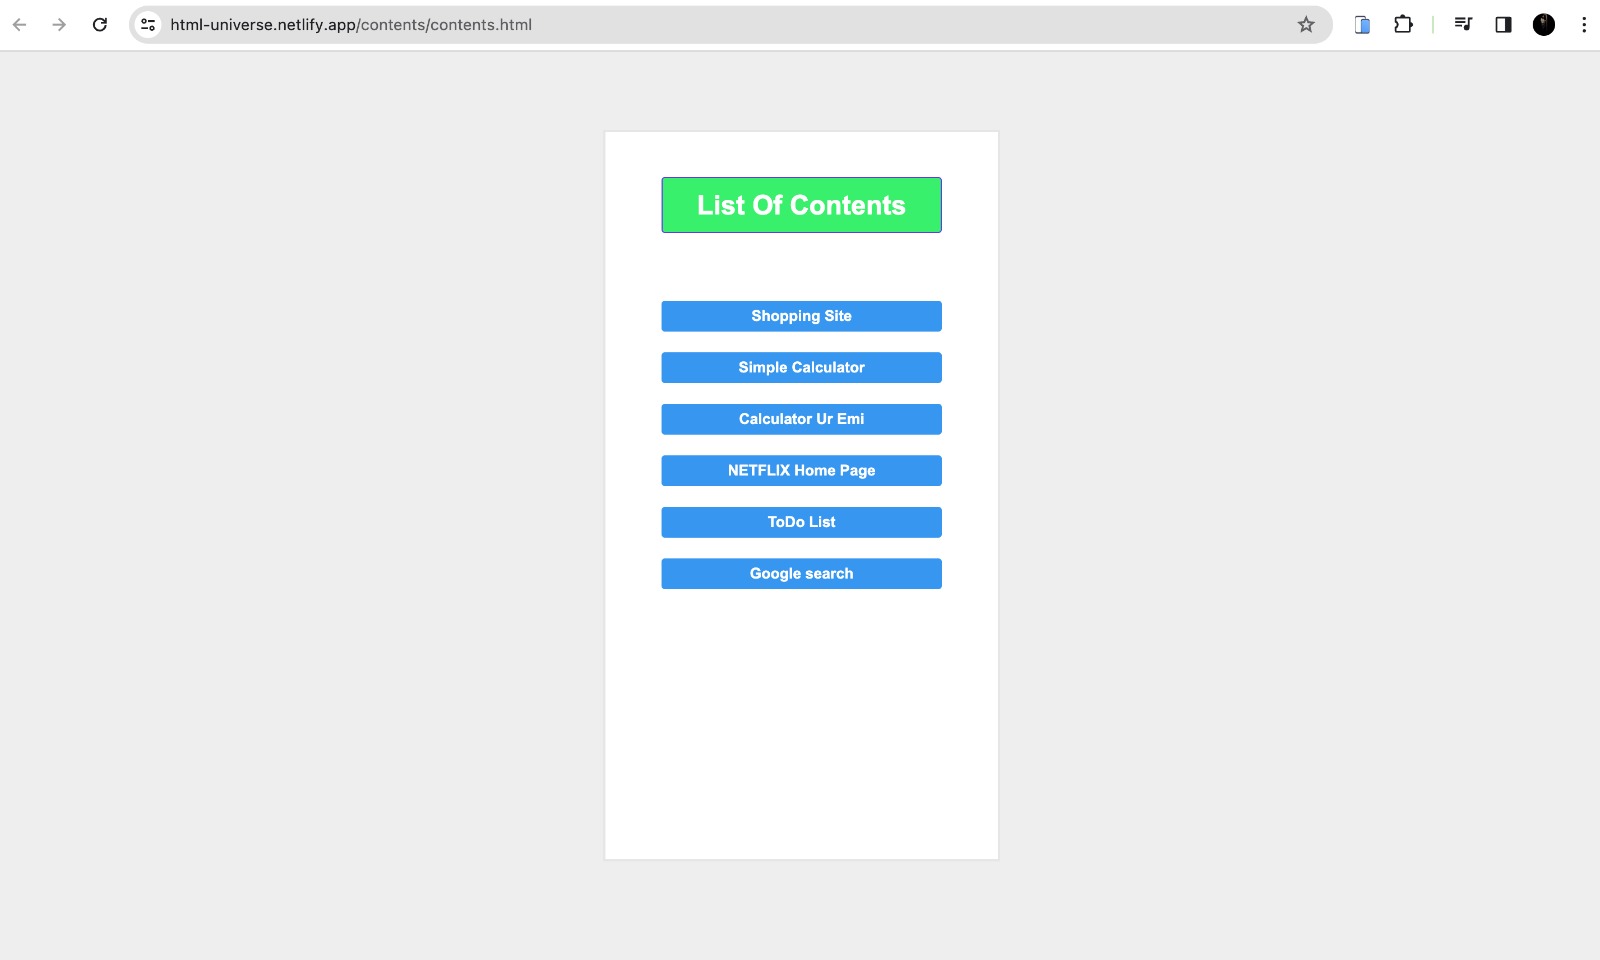 html-universe.netlify.app/contents/contents.html
List Of Contents
Shopping Site
Simple Calculator
Calculator Ur Emi
NETFLIX Home Page
ToDo List
Google search